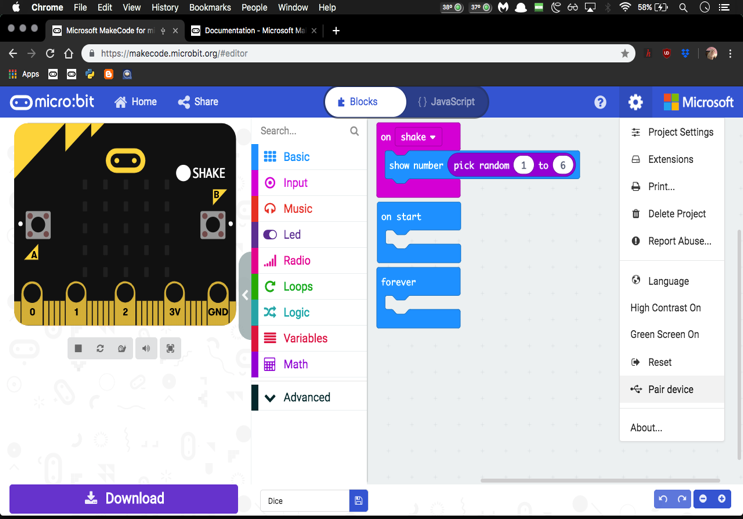 Chrome File Edit View History Bookmarks People Window Help 38° 37° 58%
Microsoft MakeCode for mi Documentation - Microsoft Ma
https://makecode.microbit.org/#editor
Apps
micro:bit Home Share Blocks {} JavaScript ? Microsoft
SHAKE
B
A
0 1 2 3V GND
Download
Search...
Basic
Input
Music
Led
Radio
Loops
Logic
Variables
Math
Advanced
Dice
on shake
show number pick random 1 to 6
on start
forever
Project Settings
Extensions
Print...
Delete Project
Report Abuse...
Language
High Contrast On
Green Screen On
Reset
Pair device
About...